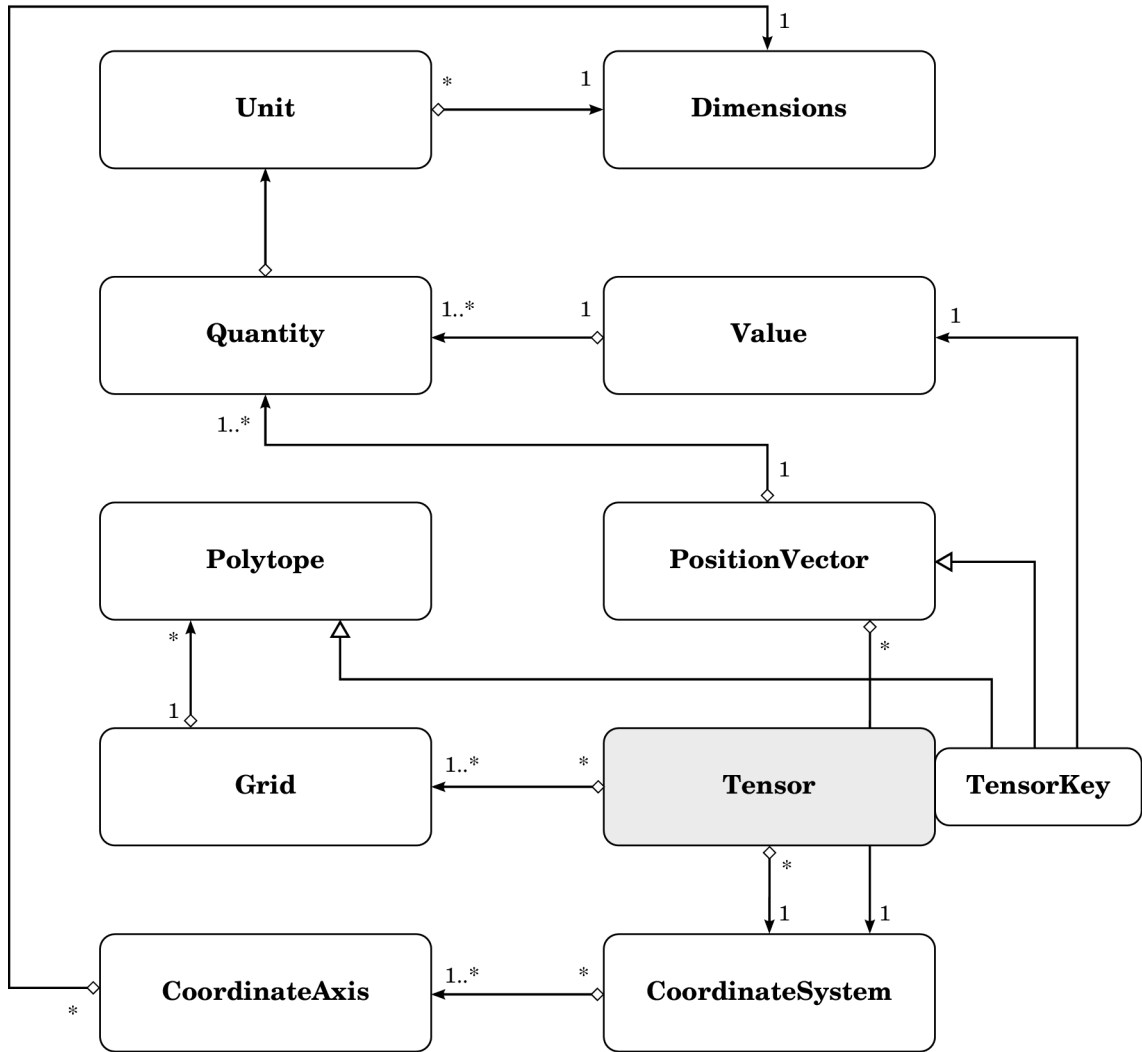 1
Unit
*
1
Dimensions
Quantity
1..*
1
Value
1
1..*
1
Polytope
PositionVector
*
*
1
Grid
1..*
*
Tensor
TensorKey
*
1
1
CoordinateAxis
1..*
*
CoordinateSystem
*